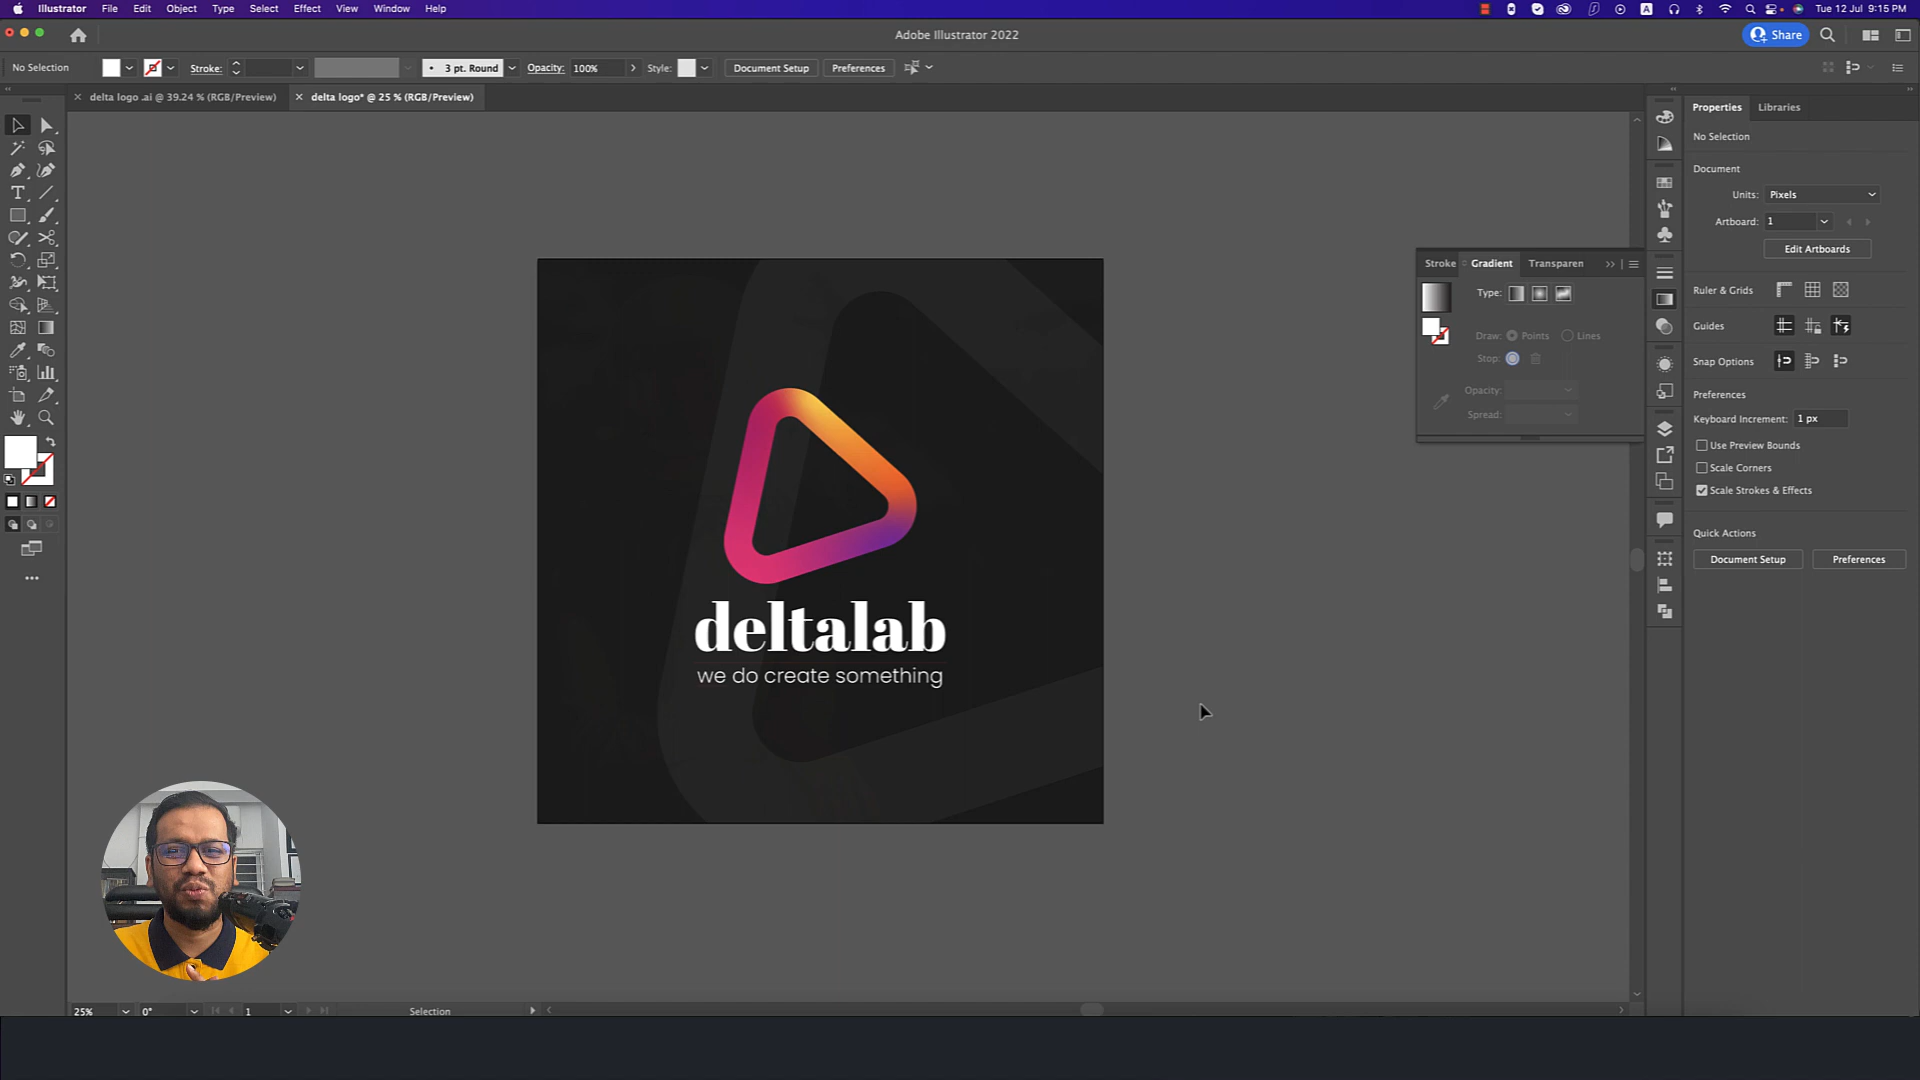 Illustrator File Edit Object Type Select Effect View Window Help
A Tue 12 Jul 9:15 PM
Adobe Illustrator 2022
Share
No Selection
Stroke:
3 pt. Round
Opacity: 100%
Style:
Document Setup
Preferences
× delta logo .ai @ 39.24 % (RGB/Preview)
× delta logo* @ 25 % (RGB/Preview)
Properties Libraries
No Selection
Document
Units: Pixels
Artboard: 1
Edit Artboards
Stroke Gradient Transparen
Type:
Draw: Points Lines
Stop:
Opacity:
Spread:
Ruler & Grids
Guides
Snap Options
Preferences
Keyboard Increment: 1 px
Use Preview Bounds
Scale Corners
Scale Strokes & Effects
Quick Actions
Document Setup
Preferences
deltalab
we do create something
25% 0° 1 Selection